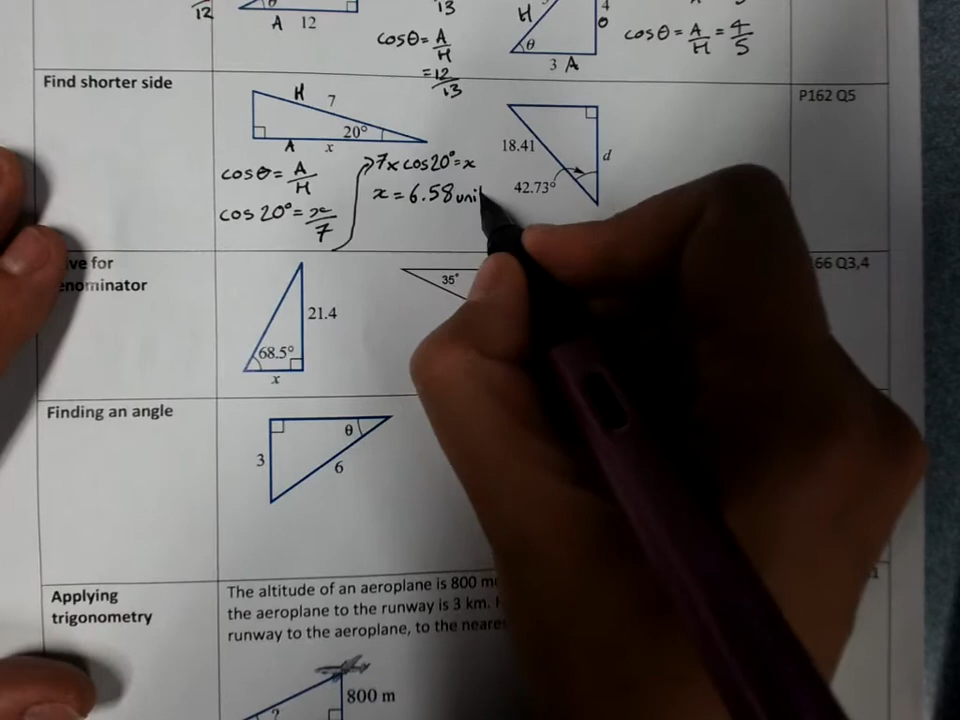 12
A 12
13
cosθ = A/H
= 12/13
H
θ
4
O
3 A
cosθ = A/H = 4/5
Find shorter side
H 7
20°
A x
cosθ = A/H
cos 20° = x/7
7 x cos20° = x
x = 6.58 uni
18.41
d
42.73°
P162 Q5
ve for
enominator
21.4
68.5°
x
35°
66 Q3,4
Finding an angle
θ
3
6
Applying
trigonometry
The altitude of an aeroplane is 800 m
the aeroplane to the runway is 3 km.
runway to the aeroplane, to the neare
800 m
?